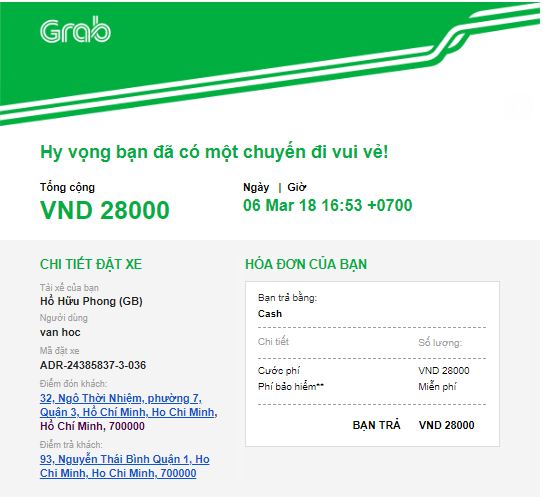 Grab
Hy vọng bạn đã có một chuyến đi vui vẻ!
Tổng cộng
VND 28000
Ngày | Giờ
06 Mar 18 16:53 +0700
CHI TIẾT ĐẶT XE
Tài xế của bạn
Hồ Hữu Phong (GB)
Người dùng
van hoc
Mã đặt xe
ADR-24385837-3-036
Điểm đón khách:
32, Ngô Thời Nhiệm, phường 7,
Quận 3, Hồ Chí Minh, Ho Chi Minh,
Hồ Chí Minh, 700000
Điểm trả khách:
93, Nguyễn Thái Bình Quận 1, Ho
Chi Minh, Ho Chi Minh, 700000
HÓA ĐƠN CỦA BẠN
Bạn trả bằng:
Cash
Chi tiết Số lượng:
Cước phí VND 28000
Phí bảo hiểm** Miễn phí
BẠN TRẢ VND 28000